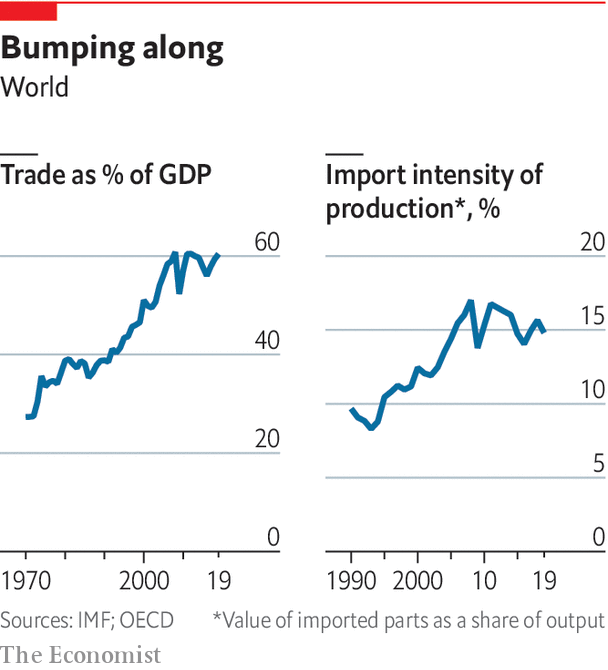 Bumping along
World
Trade as % of GDP
60
40
20
0
1970
2000
19
Import intensity of
production*, %
20
15
10
5
0
1990
2000
10
19
Sources: IMF; OECD
*Value of imported parts as a share of output
The Economist